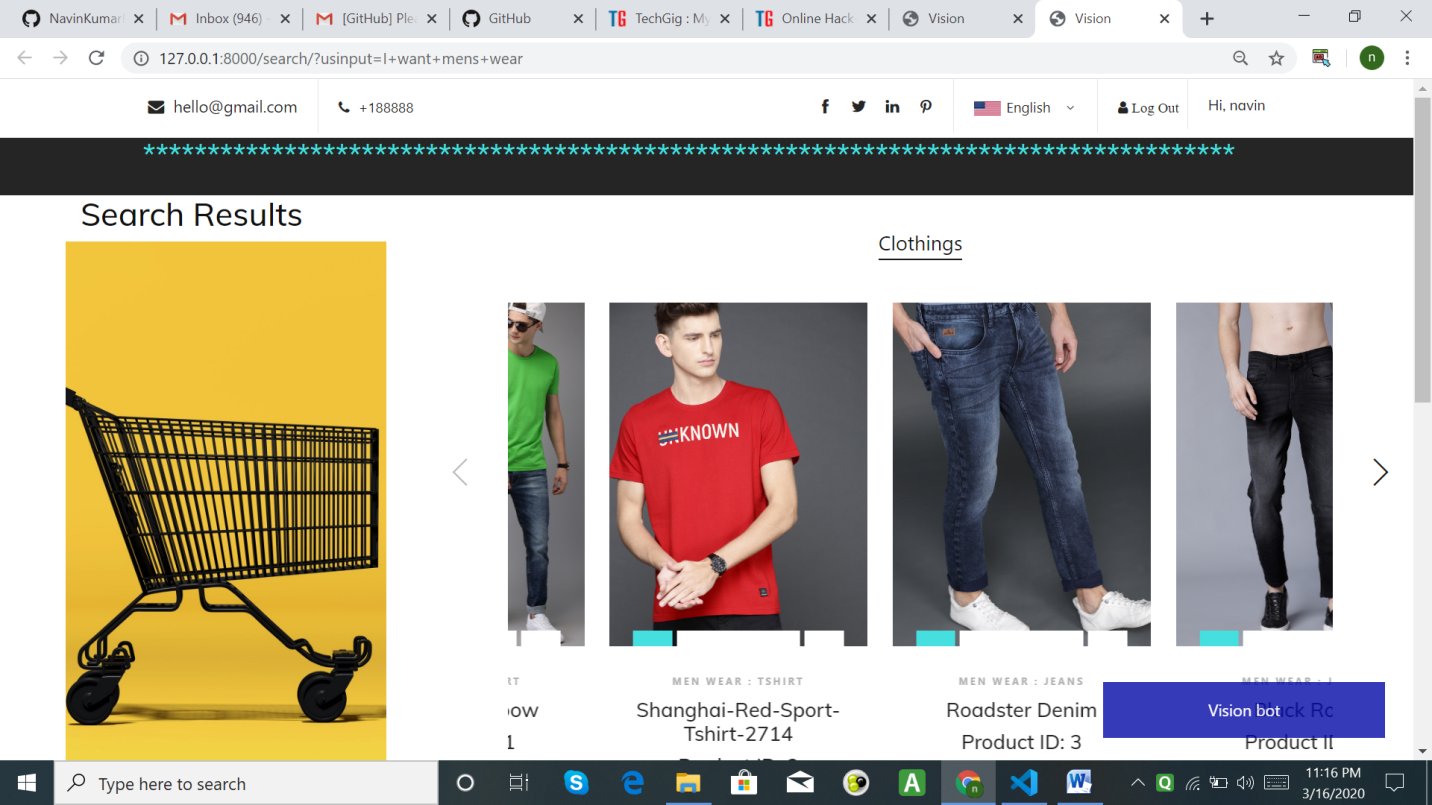 NavinKumar
Inbox (946) -
[GitHub] Plea
GitHub
TG TechGig : My
TG Online Hack
Vision
Vision
127.0.0.1:8000/search/?usinput=I+want+mens+wear
n
hello@gmail.com
+188888
English
Log Out
Hi, navin
Search Results
Clothings
UNKNOWN
MEN WEAR : TSHIRT
MEN WEAR : JEANS
Shanghai-Red-Sport-
Tshirt-2714
Roadster Denim
Product ID: 3
Vision bot
Type here to search
11:16 PM
3/16/2020